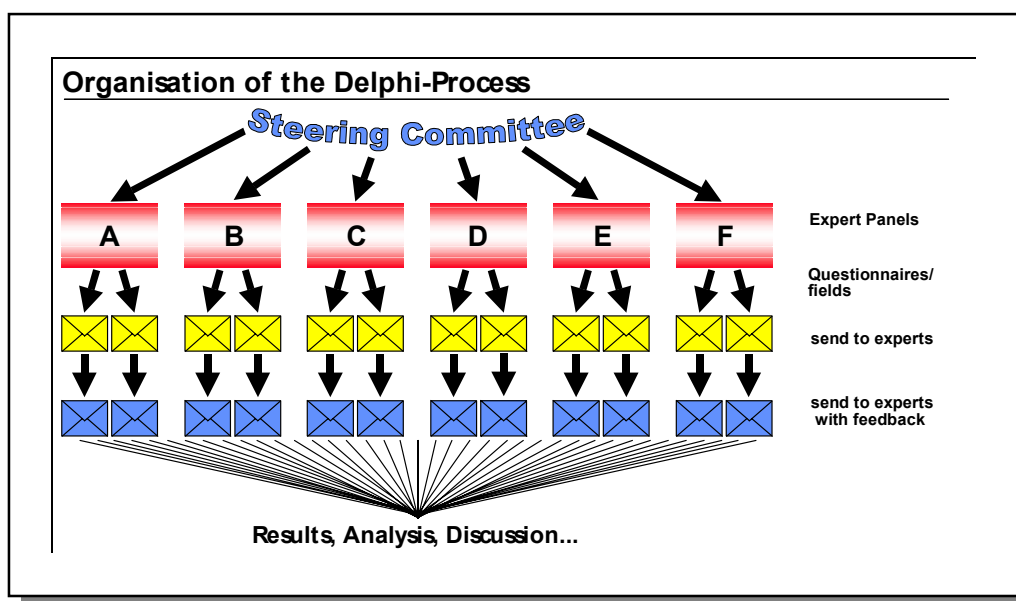 Organisation of the Delphi-Process
Steering Committee
A B C D E F
Expert Panels
Questionnaires/
fields
send to experts
send to experts
with feedback
Results, Analysis, Discussion...